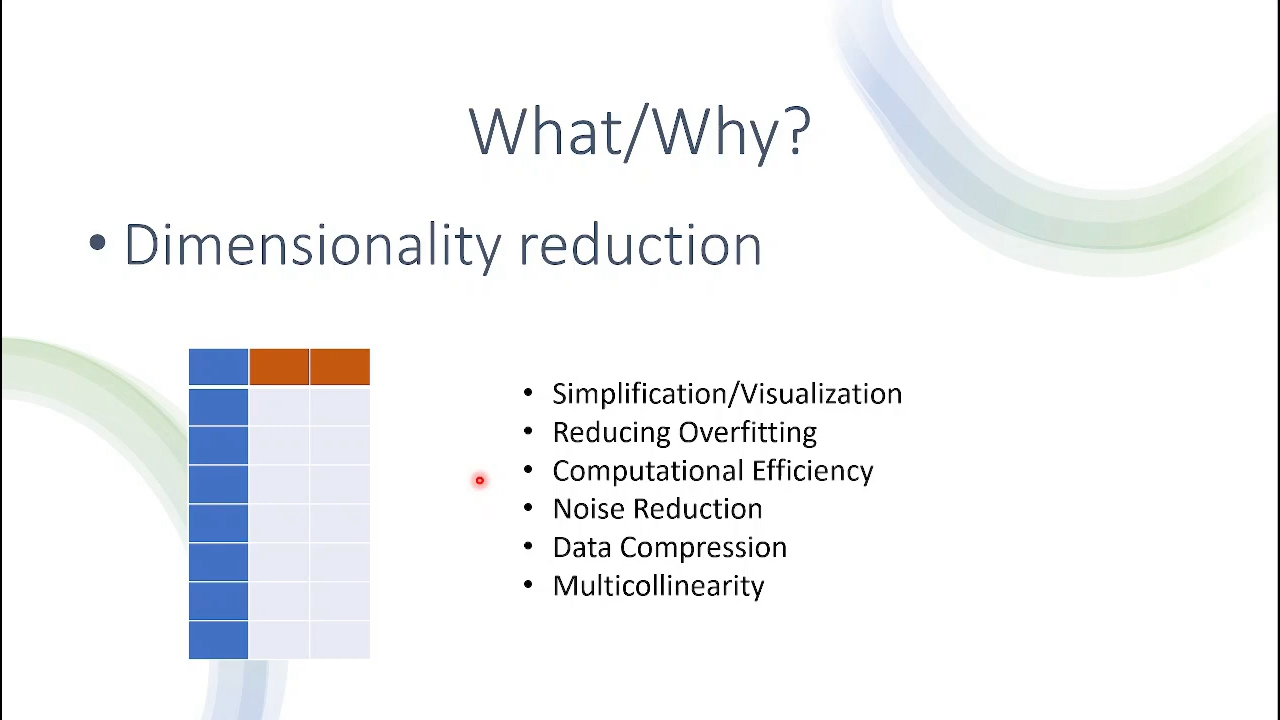 What/Why?
• Dimensionality reduction
• Simplification/Visualization
• Reducing Overfitting
• Computational Efficiency
• Noise Reduction
• Data Compression
• Multicollinearity